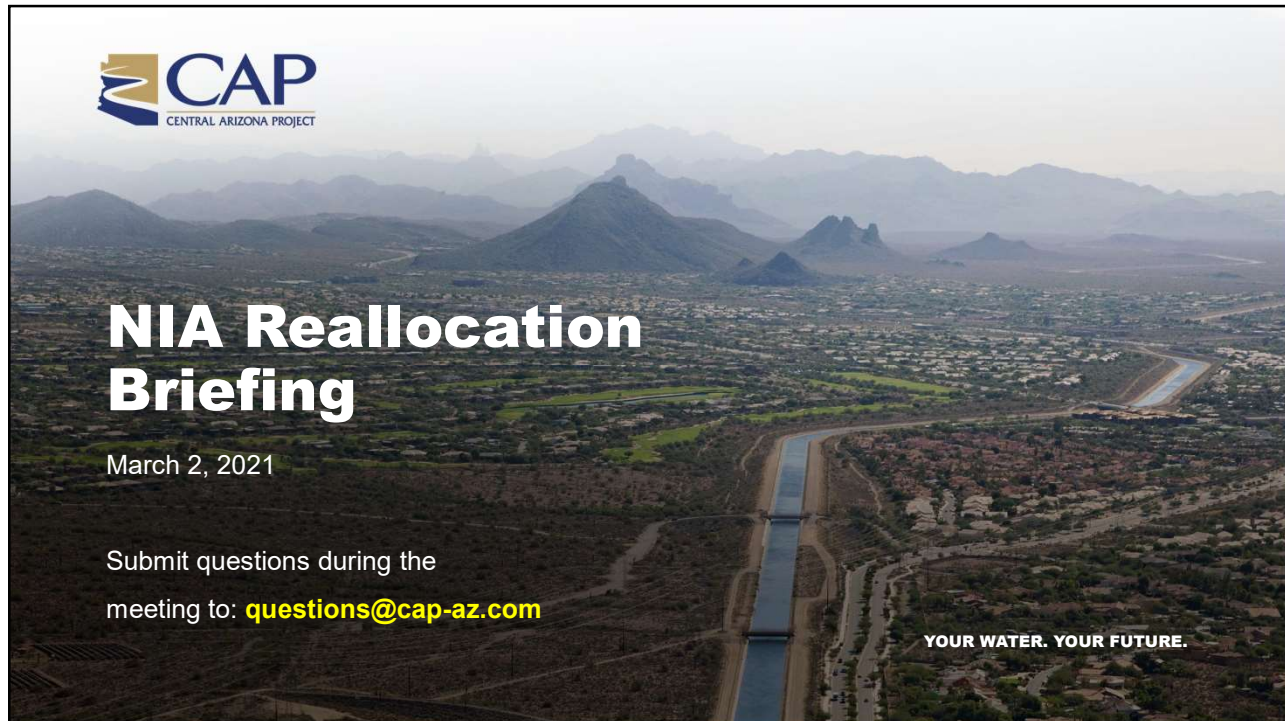 CAP
CENTRAL ARIZONA PROJECT
NIA Reallocation
Briefing
March 2, 2021
Submit questions during the
meeting to: questions@cap-az.com
YOUR WATER. YOUR FUTURE.